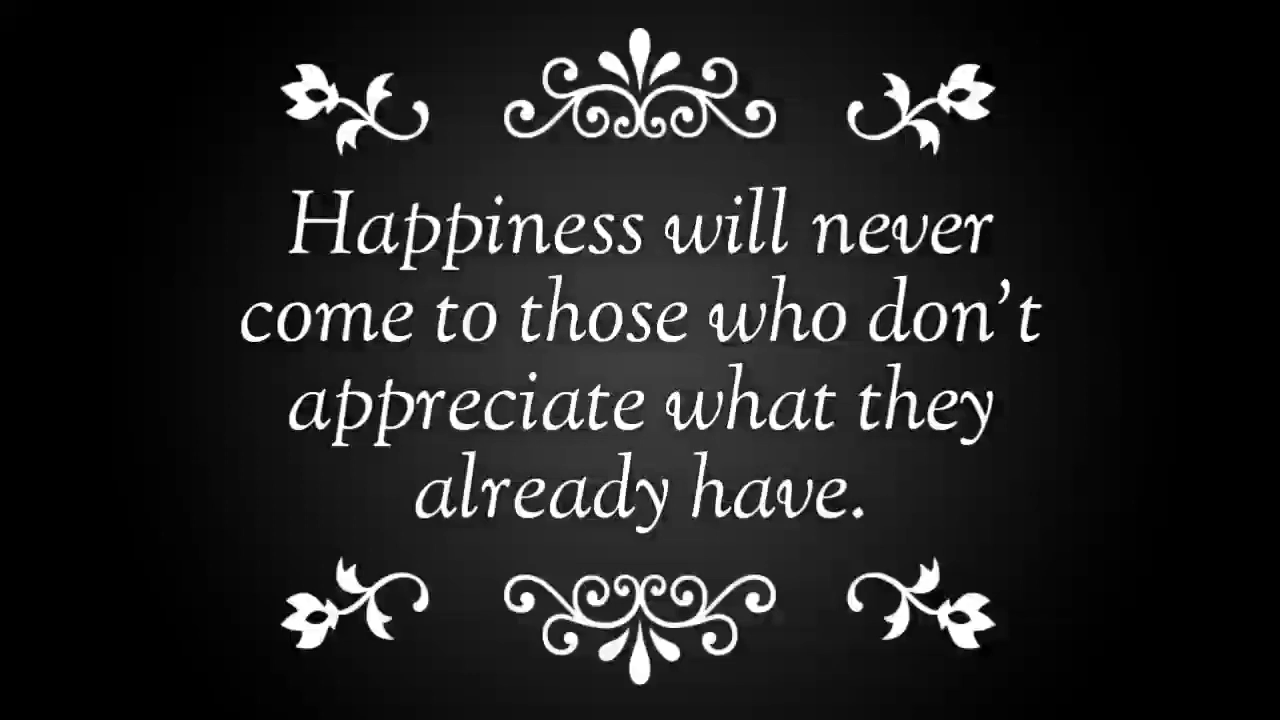 Happiness will never
come to those who don’t
appreciate what they
already have.